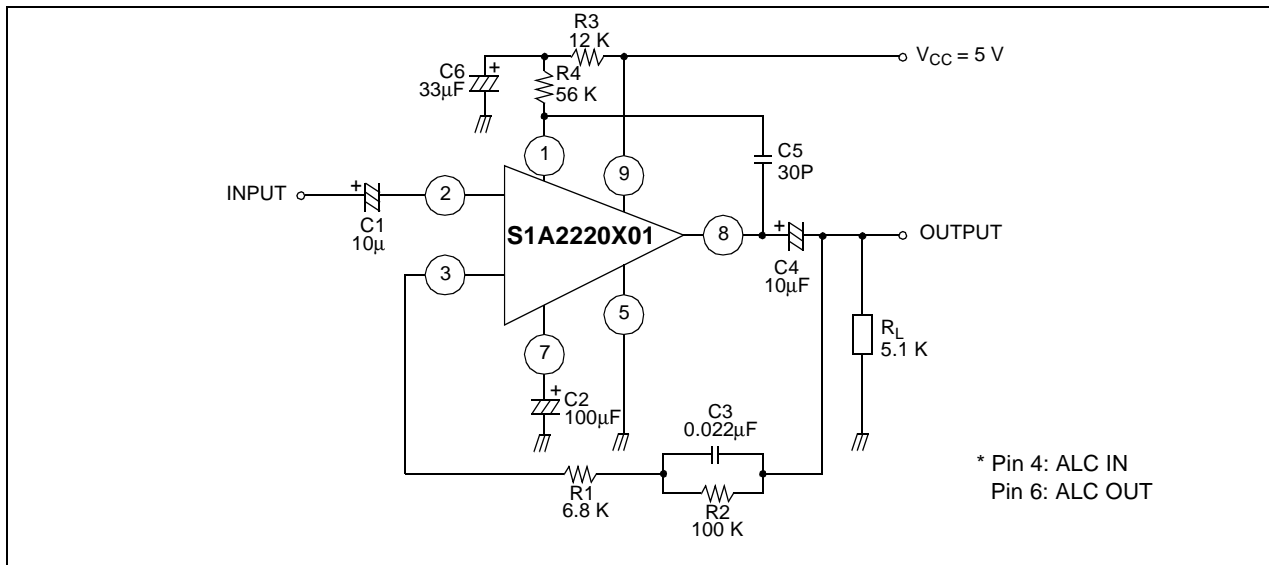 R3
12 K
V_CC = 5 V
C6
33μF
R4
56 K
1
9
C5
30P
INPUT
2
C1
10μ
S1A2220X01
8
OUTPUT
C4
10μF
3
5
R_L
5.1 K
7
C2
100μF
C3
0.022μF
R1
6.8 K
R2
100 K
* Pin 4: ALC IN
Pin 6: ALC OUT